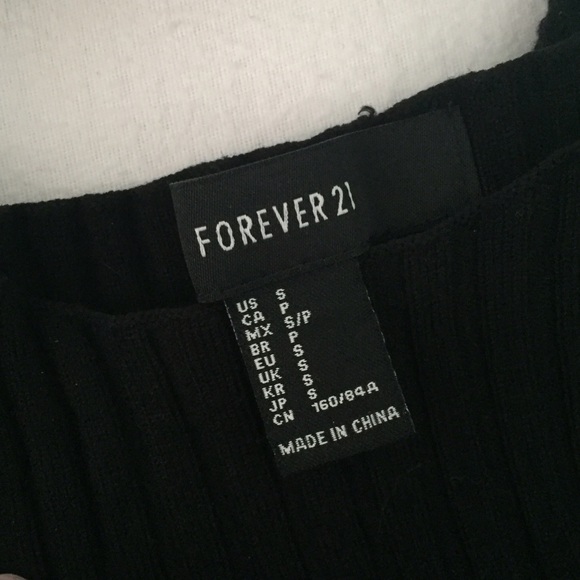 FOREVER 21
US S
CA P
MX S/P
BR P
EU S
UK S
KR S
JP S
CN 160/84A
MADE IN CHINA